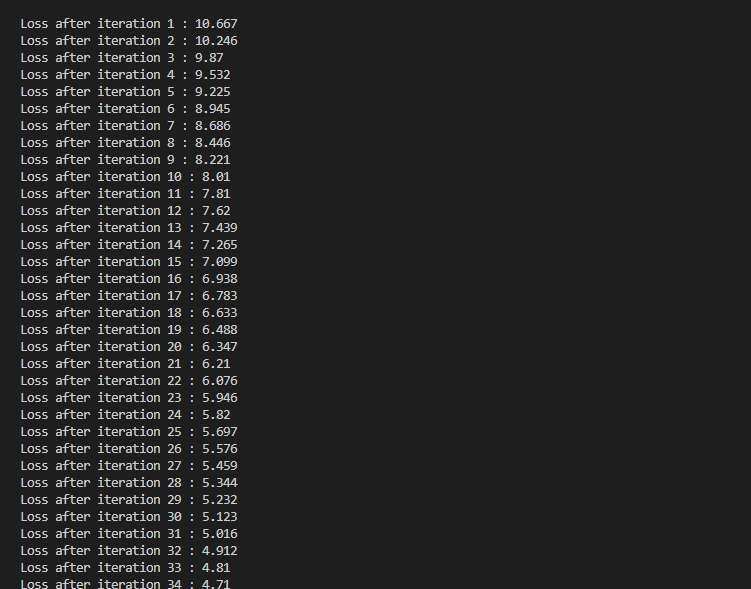 Loss after iteration 1 : 10.667
Loss after iteration 2 : 10.246
Loss after iteration 3 : 9.87
Loss after iteration 4 : 9.532
Loss after iteration 5 : 9.225
Loss after iteration 6 : 8.945
Loss after iteration 7 : 8.686
Loss after iteration 8 : 8.446
Loss after iteration 9 : 8.221
Loss after iteration 10 : 8.01
Loss after iteration 11 : 7.81
Loss after iteration 12 : 7.62
Loss after iteration 13 : 7.439
Loss after iteration 14 : 7.265
Loss after iteration 15 : 7.099
Loss after iteration 16 : 6.938
Loss after iteration 17 : 6.783
Loss after iteration 18 : 6.633
Loss after iteration 19 : 6.488
Loss after iteration 20 : 6.347
Loss after iteration 21 : 6.21
Loss after iteration 22 : 6.076
Loss after iteration 23 : 5.946
Loss after iteration 24 : 5.82
Loss after iteration 25 : 5.697
Loss after iteration 26 : 5.576
Loss after iteration 27 : 5.459
Loss after iteration 28 : 5.344
Loss after iteration 29 : 5.232
Loss after iteration 30 : 5.123
Loss after iteration 31 : 5.016
Loss after iteration 32 : 4.912
Loss after iteration 33 : 4.81
Loss after iteration 34 : 4.71